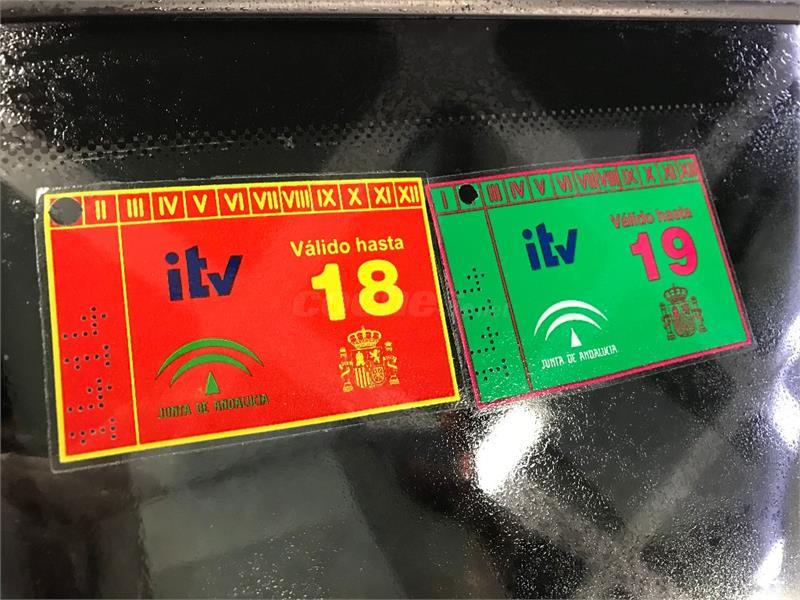 II III IV V VI VII VIII IX X XI XII
itv
Válido hasta
18
JUNTA DE ANDALUCIA
I III IV V VI VII VIII IX X XI XII
itv
Válido hasta
19
JUNTA DE ANDALUCIA